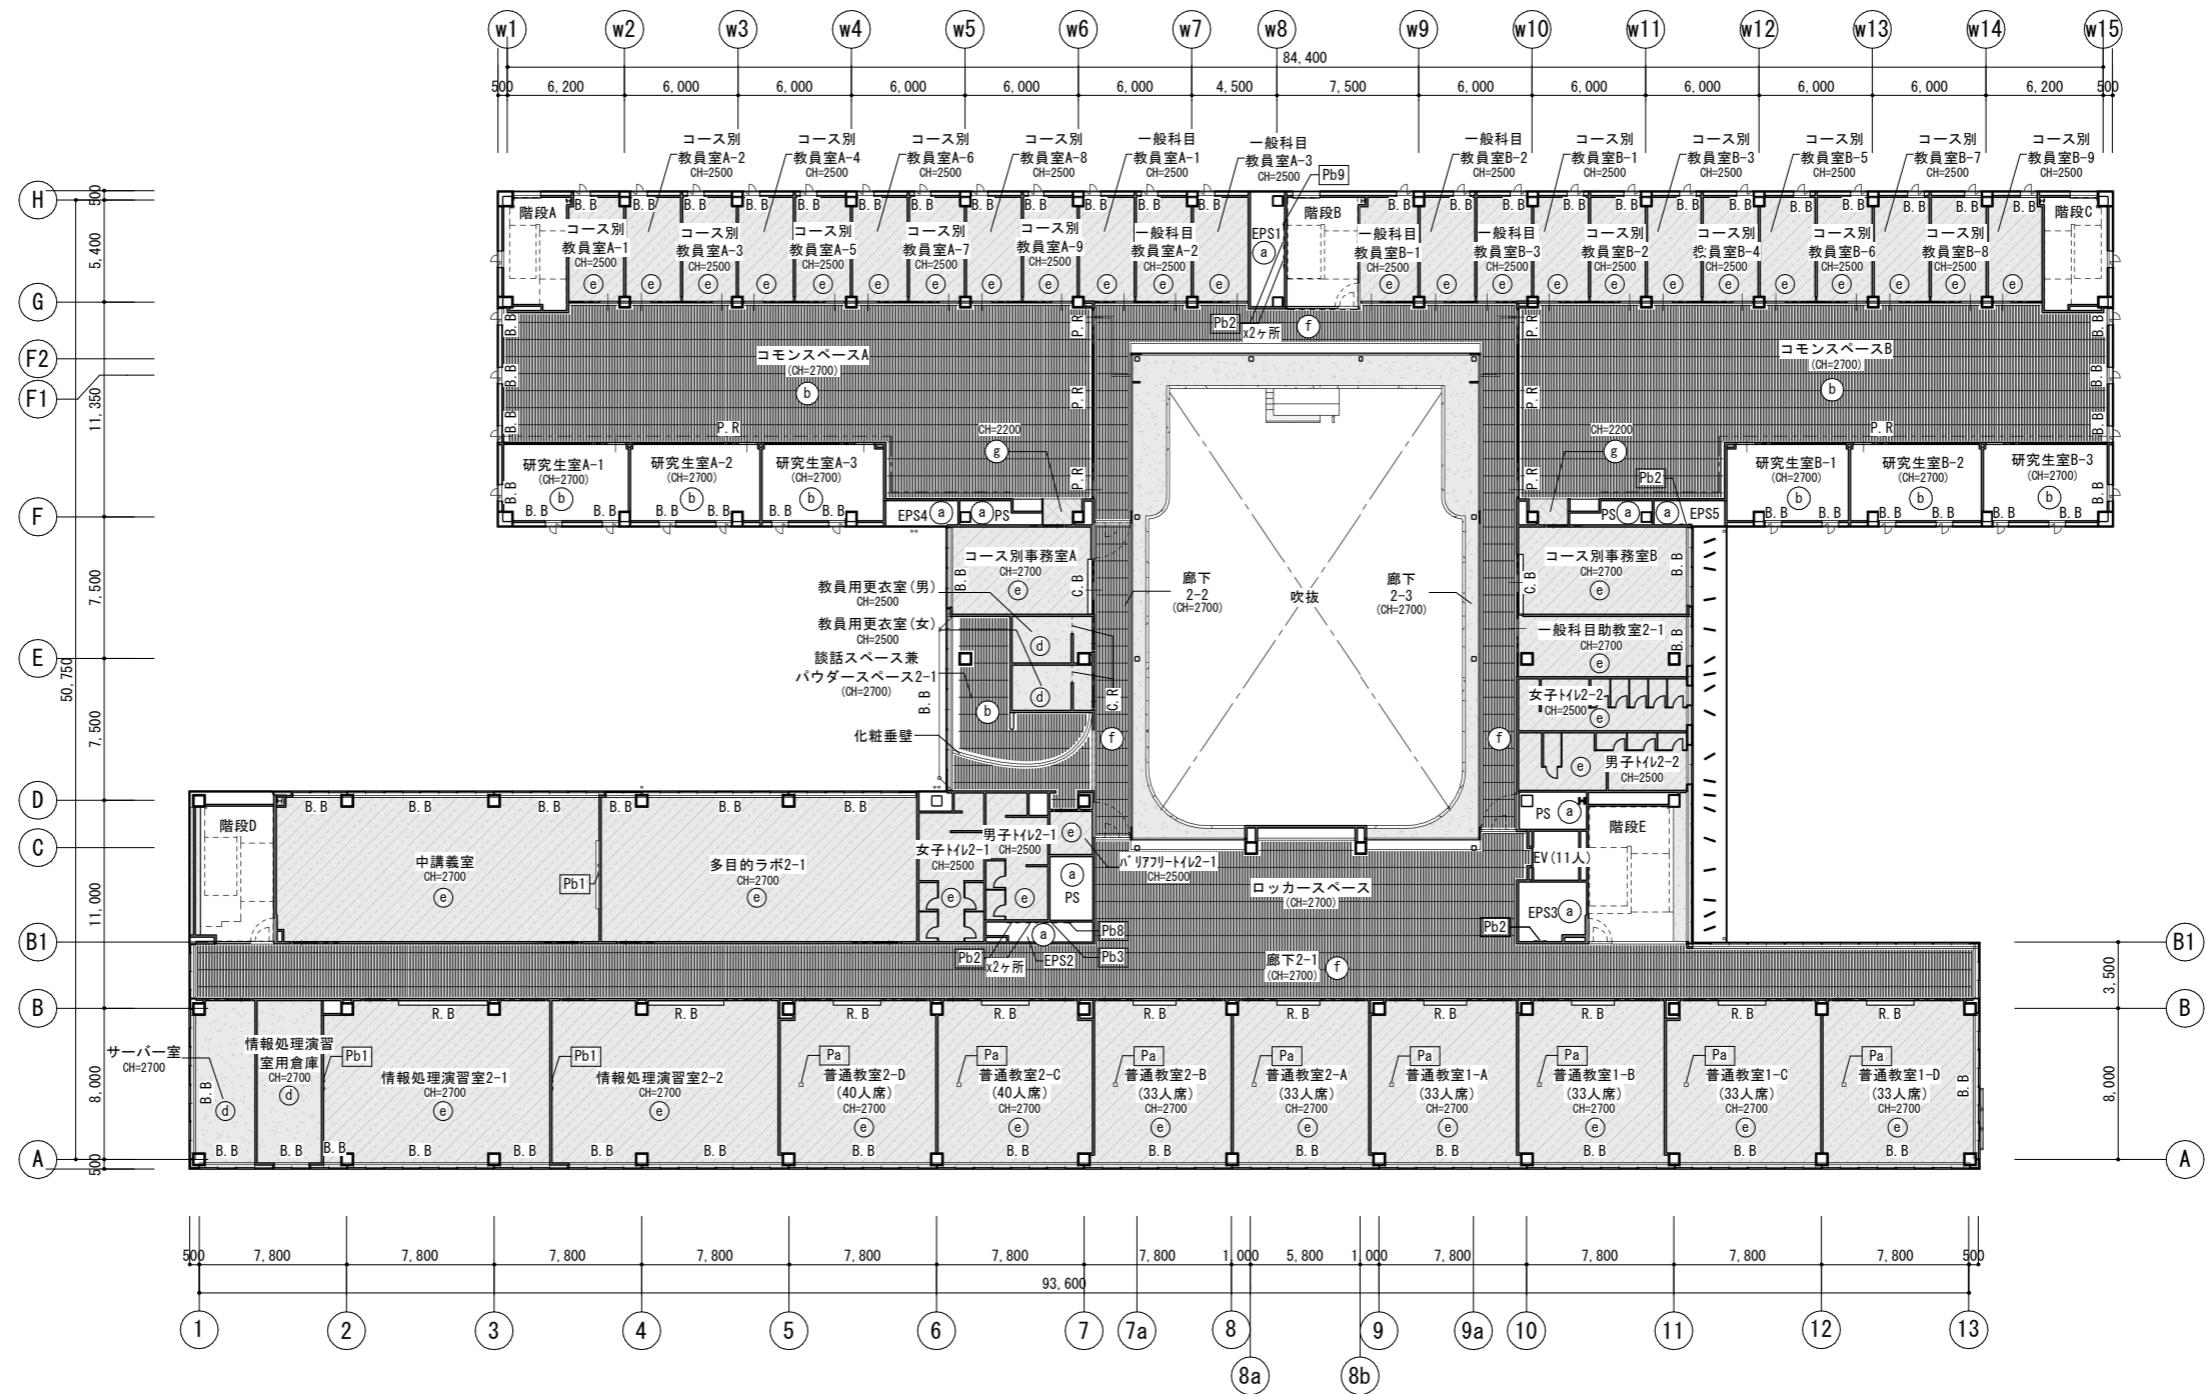 w1 w2 w3 w4 w5 w6 w7 w8 w9 w10 w11 w12 w13 w14 w15
84,400
500 6,200 6,000 6,000 6,000 6,000 6,000 4,500 7,500 6,000 6,000 6,000 6,000 6,000 6,200 500
コース別
教員室A-2
CH=2500
コース別
教員室A-4
CH=2500
コース別
教員室A-6
CH=2500
コース別
教員室A-8
CH=2500
一般科目
教員室A-1
CH=2500
一般科目
教員室A-3
CH=2500
Pb9
一般科目
教員室B-2
CH=2500
コース別
教員室B-1
CH=2500
コース別
教員室B-3
CH=2500
コース別
教員室B-5
CH=2500
コース別
教員室B-7
CH=2500
コース別
教員室B-9
CH=2500
H
500
5,400
G
F2
F1
11,350
F
7,500
E
50,750
7,500
D
C
11,000
B1
B
8,000
A
500
B.B B.B B.B B.B B.B B.B B.B B.B B.B B.B B.B B.B
B.B B.B B.B B.B B.B B.B B.B B.B B.B B.B B.B B.B
階段A
コース別
教員室A-1
CH=2500
コース別
教員室A-3
CH=2500
コース別
教員室A-5
CH=2500
コース別
教員室A-7
CH=2500
コース別
教員室A-9
CH=2500
一般科目
教員室A-2
CH=2500
EPS1
a
階段B
一般科目
教員室B-1
CH=2500
一般科目
教員室B-3
CH=2500
コース別
教員室B-2
CH=2500
コース別
教員室B-4
CH=2500
コース別
教員室B-6
CH=2500
コース別
教員室B-8
CH=2500
階段C
e e e e e e e e e e e e
e e e e e e e e e e e e
Pb2
x2ヶ所
f
B.B
B.B
B.B
コモンスペースA
(CH=2700)
b
P.R
P.R
P.R
P.R
P.R
P.R
P.R
コモンスペースB
(CH=2700)
b
B.B
B.B
B.B
P.R
CH=2200
g
CH=2200
g
Pb2
研究生室A-1
(CH=2700)
b
研究生室A-2
(CH=2700)
b
研究生室A-3
(CH=2700)
b
B.B
B.B B.B B.B B.B B.B B.B
EPS4 a a PS
PS a a EPS5
研究生室B-1
(CH=2700)
b
研究生室B-2
(CH=2700)
b
研究生室B-3
(CH=2700)
b
B.B
B.B B.B B.B B.B B.B B.B
コース別事務室A
CH=2700
e
B.B
C.B
教員用更衣室(男)
CH=2500
d
教員用更衣室(女)
CH=2500
d
談話スペース兼
パウダースペース2-1
(CH=2700)
b
B.B
C.R
化粧垂壁
f
廊下
2-2
(CH=2700)
吹抜
廊下
2-3
(CH=2700)
f
C.B
コース別事務室B
CH=2700
e
B.B
一般科目助教室2-1
CH=2700
e
B.B
女子トイレ2-2
CH=2500
e
男子トイレ2-2
CH=2500
e
階段D
B.B B.B B.B B.B B.B B.B
中講義室
CH=2700
e
Pb1
多目的ラボ2-1
CH=2700
e
女子トイレ2-1
CH=2500
e
男子トイレ2-1
CH=2500
e
e
バリアフリートイレ2-1
CH=2500
a
PS
ロッカースペース
(CH=2700)
PS a
EV(11人)
EPS3 a
階段E
Pb2
a
Pb8
Pb2
x2ヶ所
EPS2
Pb3
廊下2-1
(CH=2700)
f
B1
3,500
B
8,000
A
サーバー室
CH=2700
d
B.B
B.B
情報処理演習
室用倉庫
CH=2700
d
B.B
Pb1
R.B
情報処理演習室2-1
CH=2700
e
B.B B.B B.B
Pb1
R.B
情報処理演習室2-2
CH=2700
e
B.B B.B
R.B
Pa
普通教室2-D
(40人席)
CH=2700
e
B.B
R.B
Pa
普通教室2-C
(40人席)
CH=2700
e
B.B
R.B
Pa
普通教室2-B
(33人席)
CH=2700
e
B.B
R.B
Pa
普通教室2-A
(33人席)
CH=2700
e
B.B
R.B
Pa
普通教室1-A
(33人席)
CH=2700
e
B.B
R.B
Pa
普通教室1-B
(33人席)
CH=2700
e
B.B
R.B
Pa
普通教室1-C
(33人席)
CH=2700
e
B.B
R.B
Pa
普通教室1-D
(33人席)
CH=2700
e
B.B
B.B
500 7,800 7,800 7,800 7,800 7,800 7,800 7,800 1,000 5,800 1,000 7,800 7,800 7,800 7,800 500
93,600
1 2 3 4 5 6 7 7a 8 9 9a 10 11 12 13
8a 8b